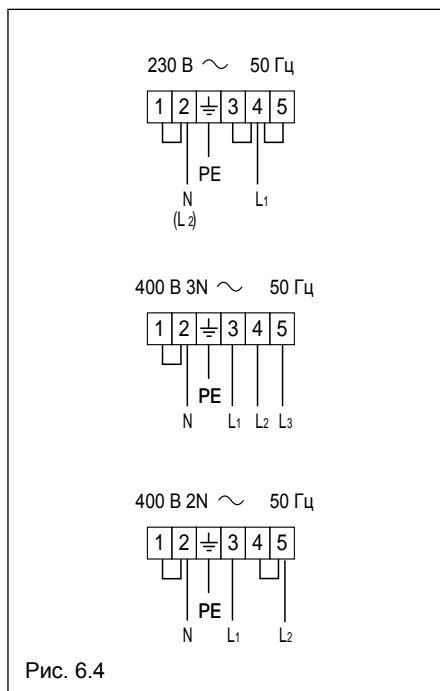 230 В ~ 50 Гц
1 2 ⏚ 3 4 5
PE
N L₁
(L₂)
400 В 3N ~ 50 Гц
1 2 ⏚ 3 4 5
PE
N L₁ L₂ L₃
400 В 2N ~ 50 Гц
1 2 ⏚ 3 4 5
PE
N L₁ L₂
Рис. 6.4